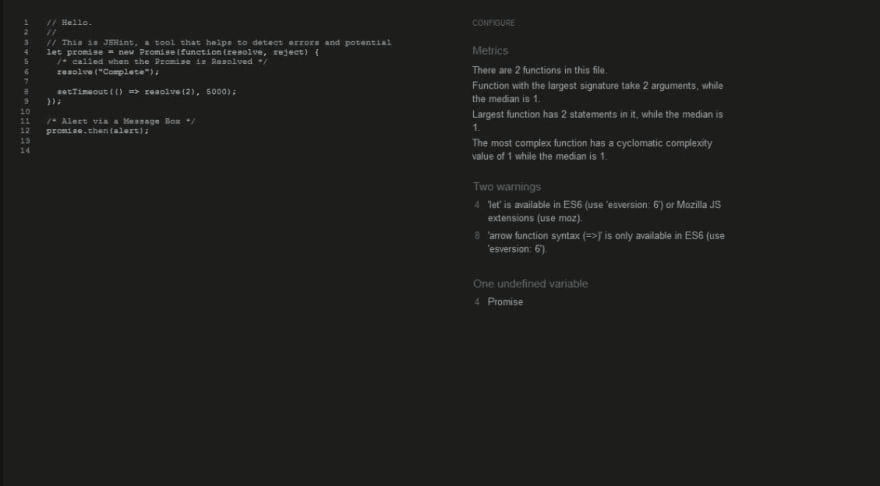 1 // Hello.
2 //
3 // This is JSHint, a tool that helps to detect errors and potential
4 let promise = new Promise(function(resolve, reject) {
5 /* called when the Promise is Resolved */
6 resolve("Complete");
7
8 setTimeout(() => resolve(2), 5000);
9 });
10
11 /* Alert via a Message Box */
12 promise.then(alert);
13
14
CONFIGURE
Metrics
There are 2 functions in this file.
Function with the largest signature take 2 arguments, while
the median is 1.
Largest function has 2 statements in it, while the median is
1.
The most complex function has a cyclomatic complexity
value of 1 while the median is 1.
Two warnings
4 'let' is available in ES6 (use 'esversion: 6') or Mozilla JS
extensions (use moz).
8 'arrow function syntax (=>)' is only available in ES6 (use
'esversion: 6').
One undefined variable
4 Promise